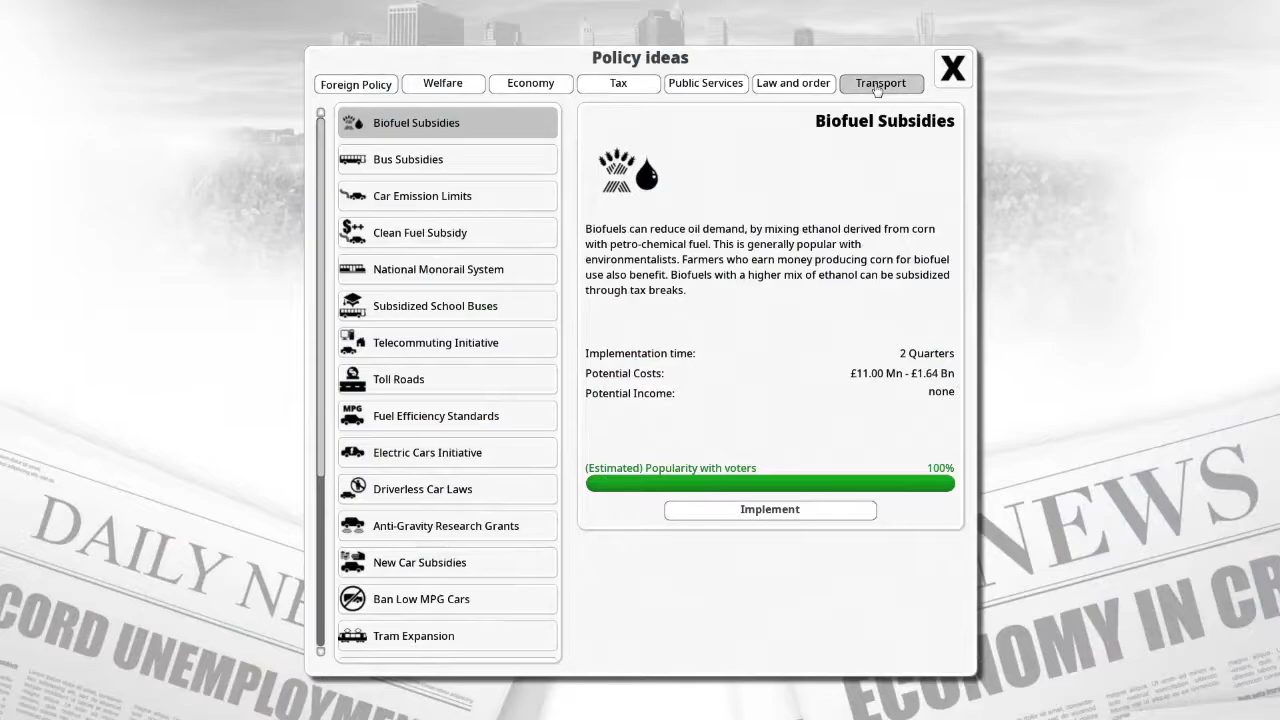 Policy ideas
X
Foreign Policy
Welfare
Economy
Tax
Public Services
Law and order
Transport
Biofuel Subsidies
Bus Subsidies
Car Emission Limits
$++
Clean Fuel Subsidy
National Monorail System
Subsidized School Buses
Telecommuting Initiative
Toll Roads
MPG
Fuel Efficiency Standards
Electric Cars Initiative
Driverless Car Laws
Anti-Gravity Research Grants
New Car Subsidies
Ban Low MPG Cars
Tram Expansion
Biofuel Subsidies
Biofuels can reduce oil demand, by mixing ethanol derived from corn
with petro-chemical fuel. This is generally popular with
environmentalists. Farmers who earn money producing corn for biofuel
use also benefit. Biofuels with a higher mix of ethanol can be subsidized
through tax breaks.
Implementation time: 2 Quarters
Potential Costs: £11.00 Mn - £1.64 Bn
Potential Income: none
(Estimated) Popularity with voters 100%
Implement
DAILY NE
CORD UNEMPLOYM
NEWS
ECONOMY IN CR